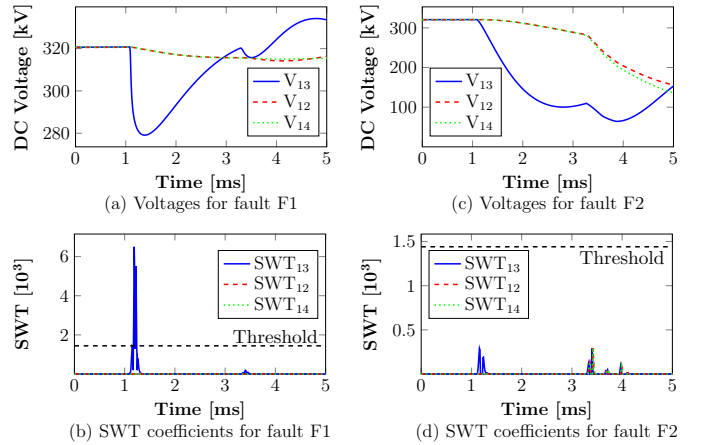 DC Voltage [kV]
360
320
280
V13
V12
V14
0 1 2 3 4 5
Time [ms]
(a) Voltages for fault F1
DC Voltage [kV]
300
200
100
V13
V12
V14
0 1 2 3 4 5
Time [ms]
(c) Voltages for fault F2
SWT [10³]
6
4
2
SWT13
SWT12
SWT14
Threshold
0 1 2 3 4 5
Time [ms]
(b) SWT coefficients for fault F1
SWT [10³]
1.5
1
0.5
Threshold
SWT13
SWT12
SWT14
0 1 2 3 4 5
Time [ms]
(d) SWT coefficients for fault F2